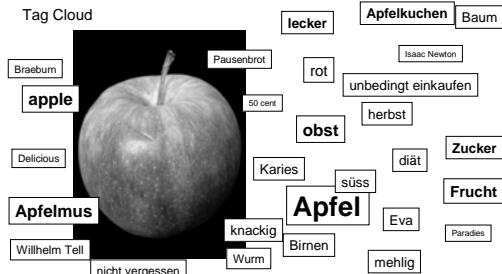 Tag Cloud
lecker
Apfelkuchen
Baum
Pausenbrot
Isaac Newton
Braeburn
rot
unbedingt einkaufen
apple
50 cent
herbst
obst
Zucker
Delicious
diät
Karies
süss
Frucht
Apfelmus
Apfel
Eva
knackig
Paradies
Willhelm Tell
Birnen
Wurm
mehlig
nicht vergessen